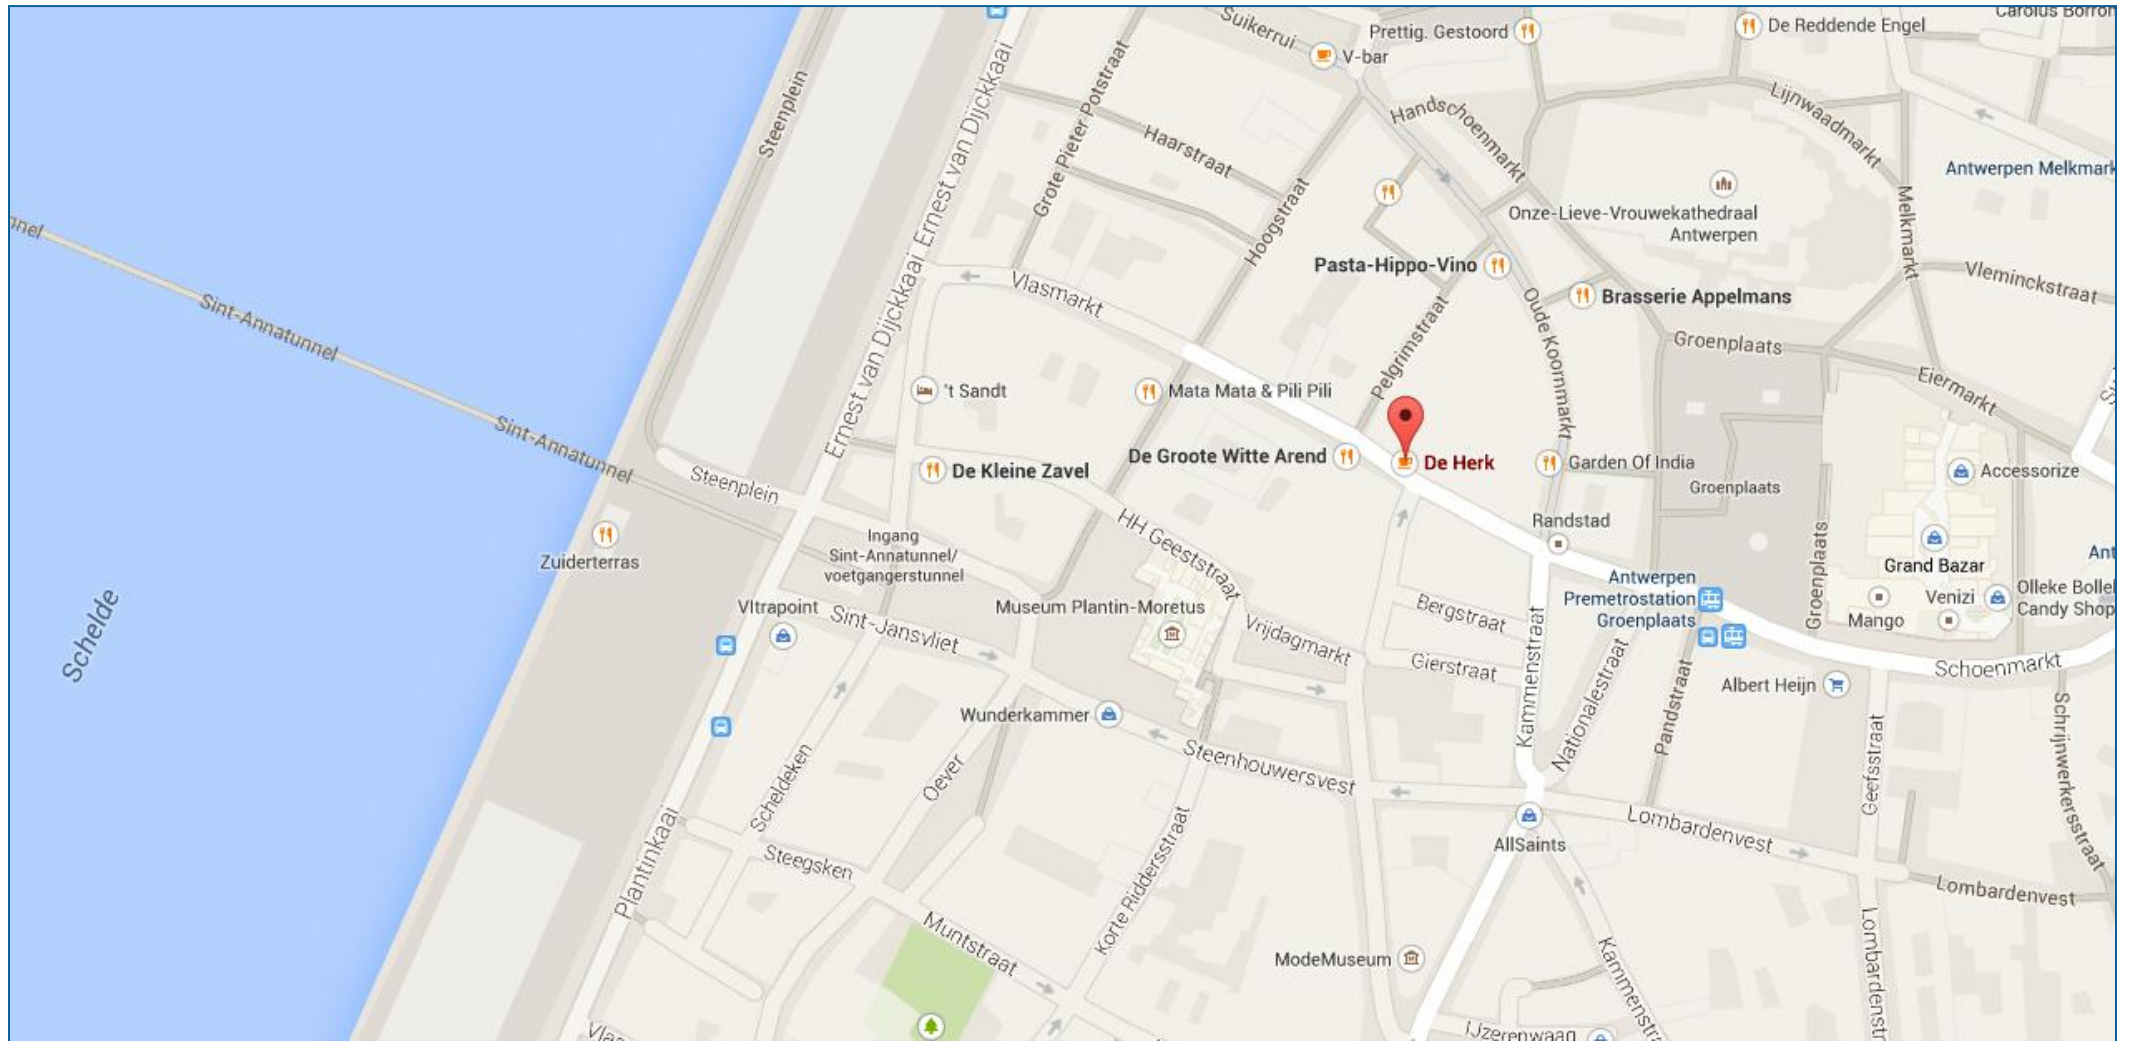 Suikerrui
Prettig. Gestoord
V-bar
De Reddende Engel
Steenplein
Ernest van Dijckkaai
Ernest van Dijckkaai
Grote Pieter Potstraat
Haarstraat
Handschoenmarkt
Lijnwaadmarkt
Antwerpen Melkmark
Hoogstraat
Onze-Lieve-Vrouwekathedraal
Antwerpen
Melkmarkt
Vleminckstraat
Sint-Annatunnel
Vlasmarkt
Pasta-Hippo-Vino
Brasserie Appelmans
Oude Koornmarkt
Pelgrimstraat
Groenplaats
Eiermarkt
't Sandt
Mata Mata & Pili Pili
Sint-Annatunnel
De Kleine Zavel
De Groote Witte Arend
De Herk
Garden Of India
Groenplaats
Accessorize
Steenplein
HH Geeststraat
Randstad
Zuiderterras
Ingang
Sint-Annatunnel/
voetgangerstunnel
Groenplaats
Grand Bazar
Antwerpen
Premetrostation
Groenplaats
Schelde
VItrapoint
Sint-Jansvliet
Museum Plantin-Moretus
Vrijdagmarkt
Bergstraat
Gierstraat
Kammenstraat
Nationalestraat
Pandstraat
Mango
Venizi
Olleke Bollel
Candy Shop
Schoenmarkt
Albert Heijn
Wunderkammer
Steenhouwersvest
Scheldeken
Oever
Geefsstraat
Schrijnwerkersstraat
Plantinkaai
Steegsken
Korte Riddersstraat
AllSaints
Lombardenvest
Lombardenvest
Muntstraat
ModeMuseum
Kammenstra
Lombardenstr
IJzerenwaag